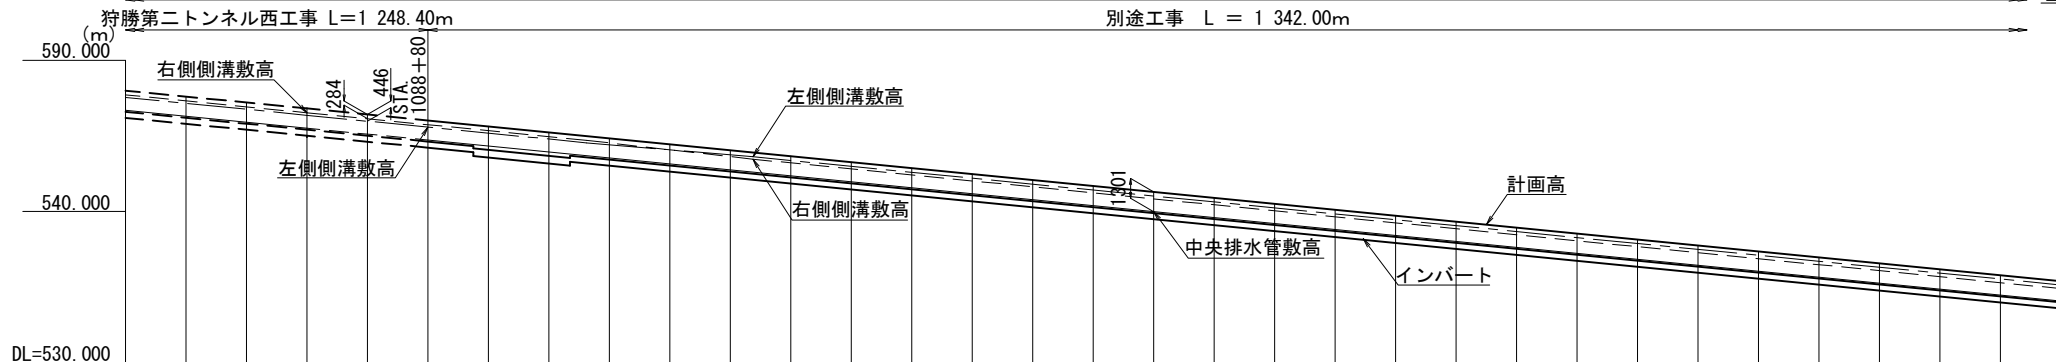 狩勝第二トンネル西工事 L=1 248.40m
別途工事 L = 1 342.00m
(m)
590.000
右側側溝敷高
284
446
STA.
1088+80
左側側溝敷高
左側側溝敷高
右側側溝敷高
540.000
1301
計画高
中央排水管敷高
インバート
DL=530.000